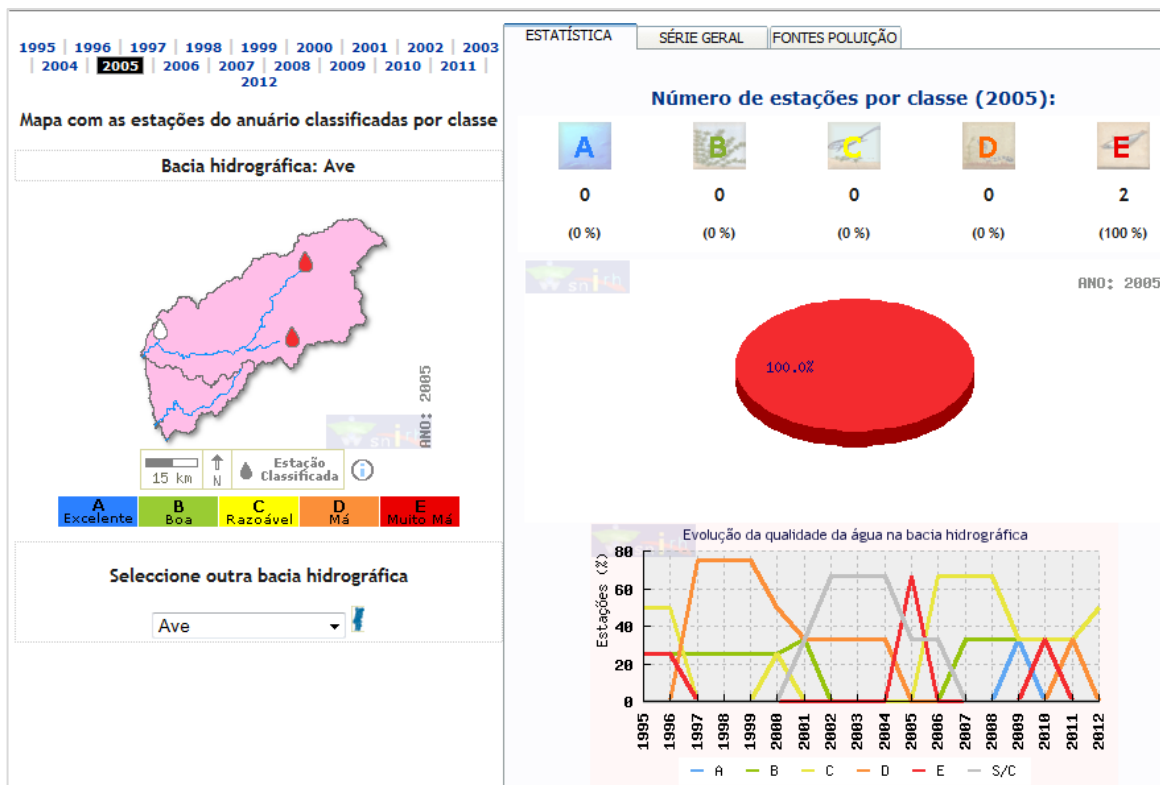 1995 | 1996 | 1997 | 1998 | 1999 | 2000 | 2001 | 2002 | 2003
| 2004 | 2005 | 2006 | 2007 | 2008 | 2009 | 2010 | 2011 |
2012
Mapa com as estações do anuário classificadas por classe
Bacia hidrográfica: Ave
ANO: 2005
snirh
15 km
N
Estação
Classificada
A B C D E
Excelente Boa Razoável Má Muito Má
Seleccione outra bacia hidrográfica
Ave
ESTATÍSTICA SÉRIE GERAL FONTES POLUIÇÃO
Número de estações por classe (2005):
A B C D E
0 0 0 0 2
(0 %) (0 %) (0 %) (0 %) (100 %)
snirh
ANO: 2005
100.0%
Evolução da qualidade da água na bacia hidrográfica
Estações (%)
80
60
40
20
0
1995 1996 1997 1998 1999 2000 2001 2002 2003 2004 2005 2006 2007 2008 2009 2010 2011 2012
A B C D E S/C